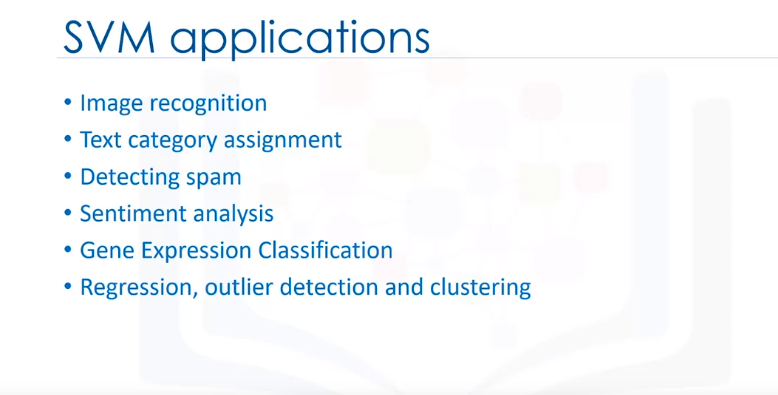 SVM applications
• Image recognition
• Text category assignment
• Detecting spam
• Sentiment analysis
• Gene Expression Classification
• Regression, outlier detection and clustering